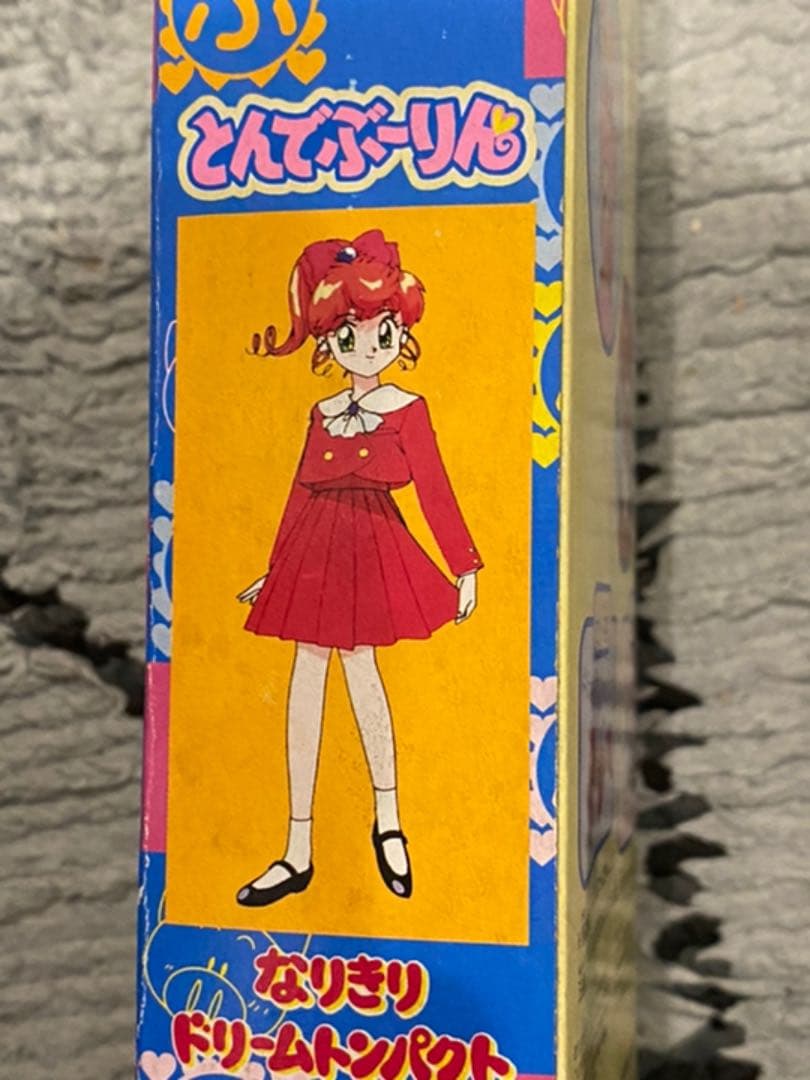 ぶ
とんでぶーりん
なりきり
ドリームトンパクト